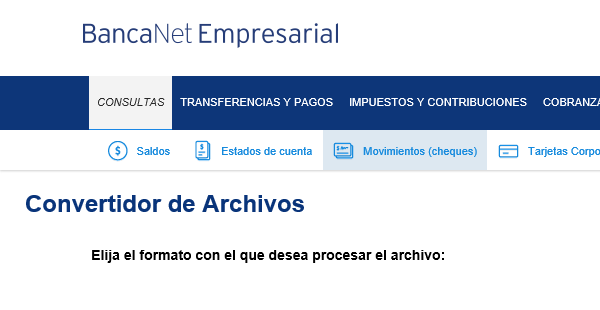 BancaNet Empresarial
CONSULTAS TRANSFERENCIAS Y PAGOS IMPUESTOS Y CONTRIBUCIONES COBRANZA
Saldos Estados de cuenta Movimientos (cheques) Tarjetas Corpo
Convertidor de Archivos
Elija el formato con el que desea procesar el archivo: